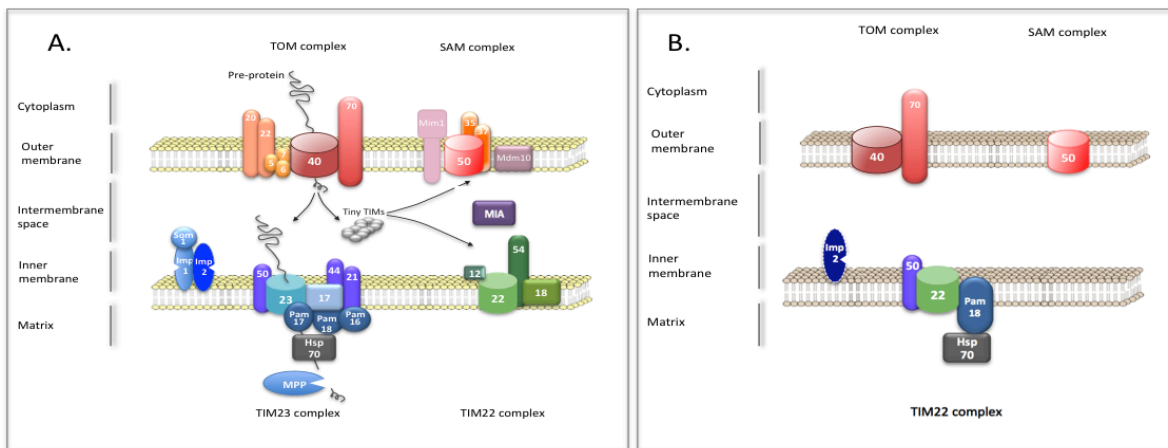 A.
TOM complex
SAM complex
Pre-protein
Cytoplasm
Outer
membrane
Intermembrane
space
Inner
membrane
Matrix
20
22
5
7
6
40
70
Mim1
35
37
50
Mdm10
Tiny TIMs
MIA
Som
1
Imp
1
Imp
2
50
23
44
17
21
Pam
17
Pam
18
Pam
16
Hsp
70
MPP
12
54
22
18
TIM23 complex
TIM22 complex
B.
TOM complex
SAM complex
Cytoplasm
Outer
membrane
Intermembrane
space
Inner
membrane
Matrix
70
40
50
Imp
2
50
22
Pam
18
Hsp
70
TIM22 complex